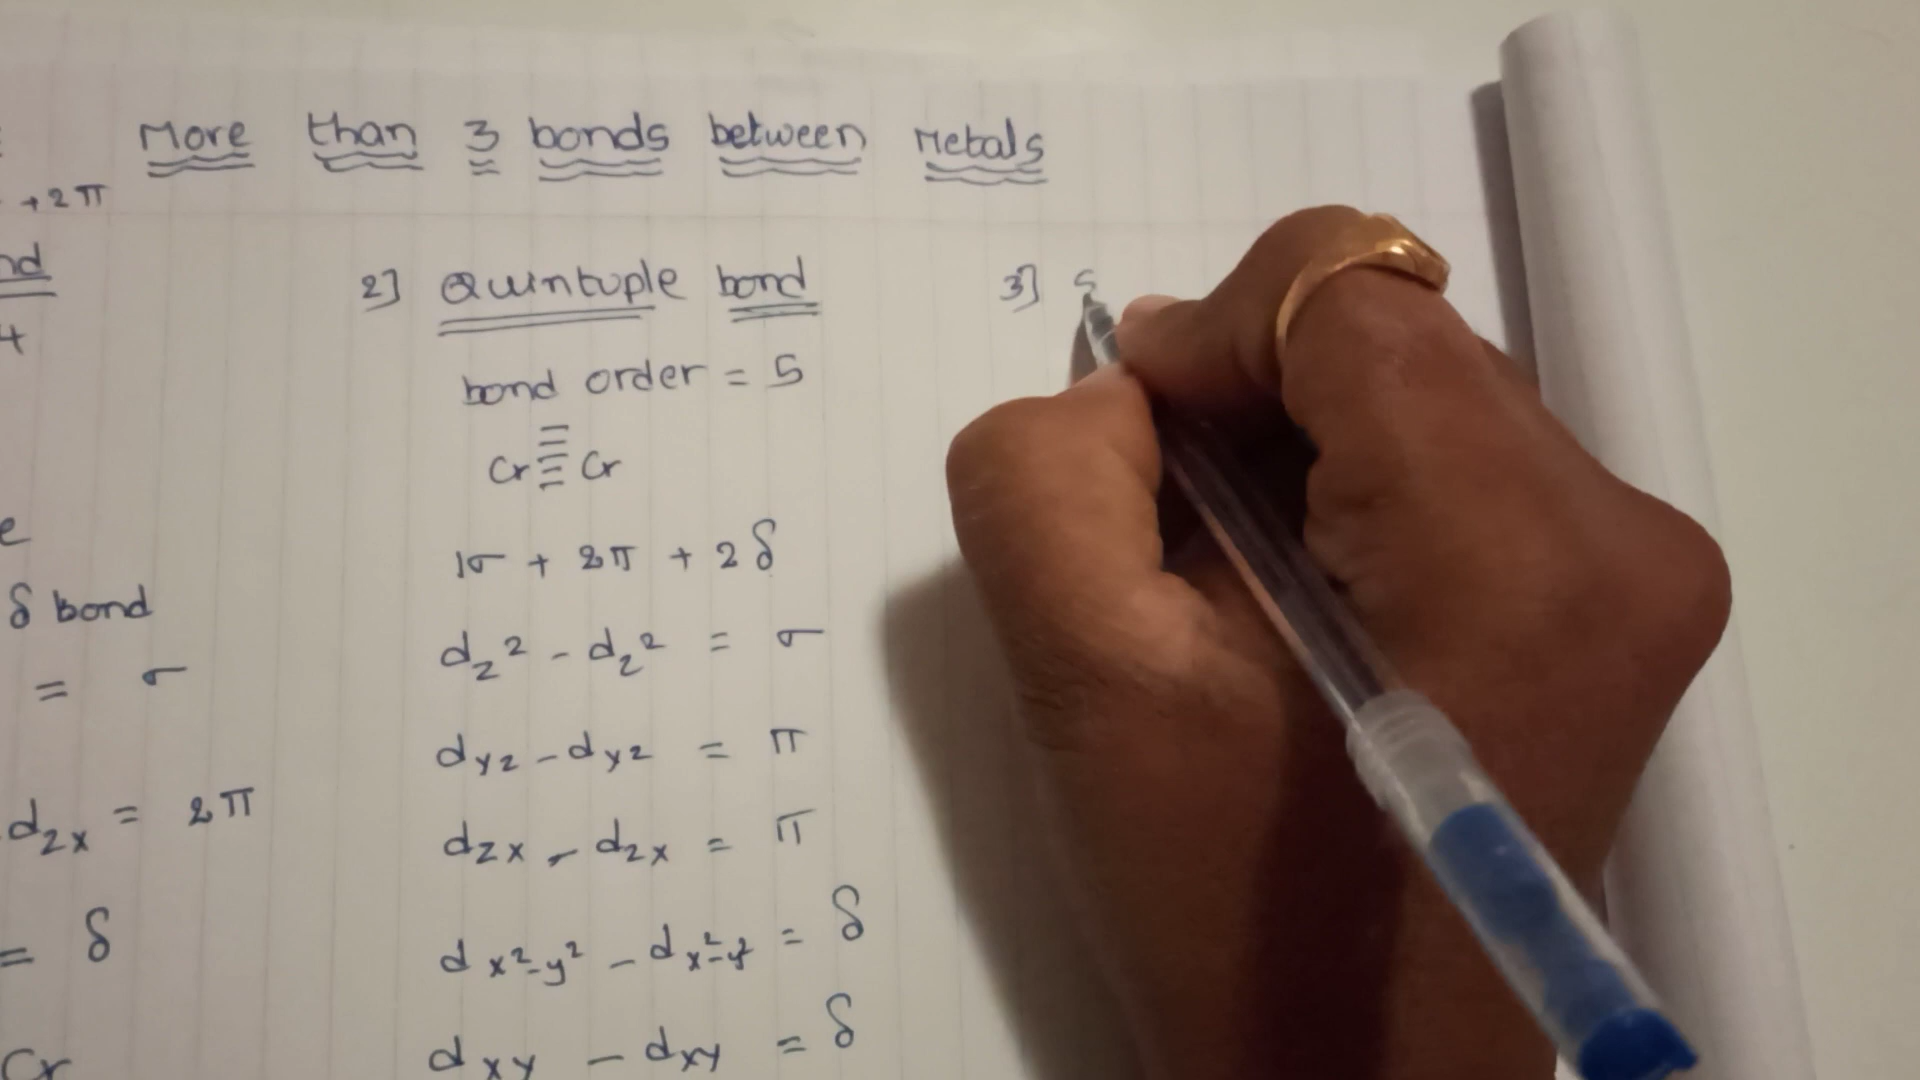 More than 3 bonds between Metals
+2π
nd
4
e
δ bond
= σ
d₂ₓ = 2π
= δ
Cr
2] Quintuple bond
bond order = 5
Cr Cr
1σ + 2π + 2δ
dz² - dz² = σ
dyz - dyz = π
dzx - dzx = π
dx²-y² - dx²-y² = δ
dxy - dxy = δ
3] S